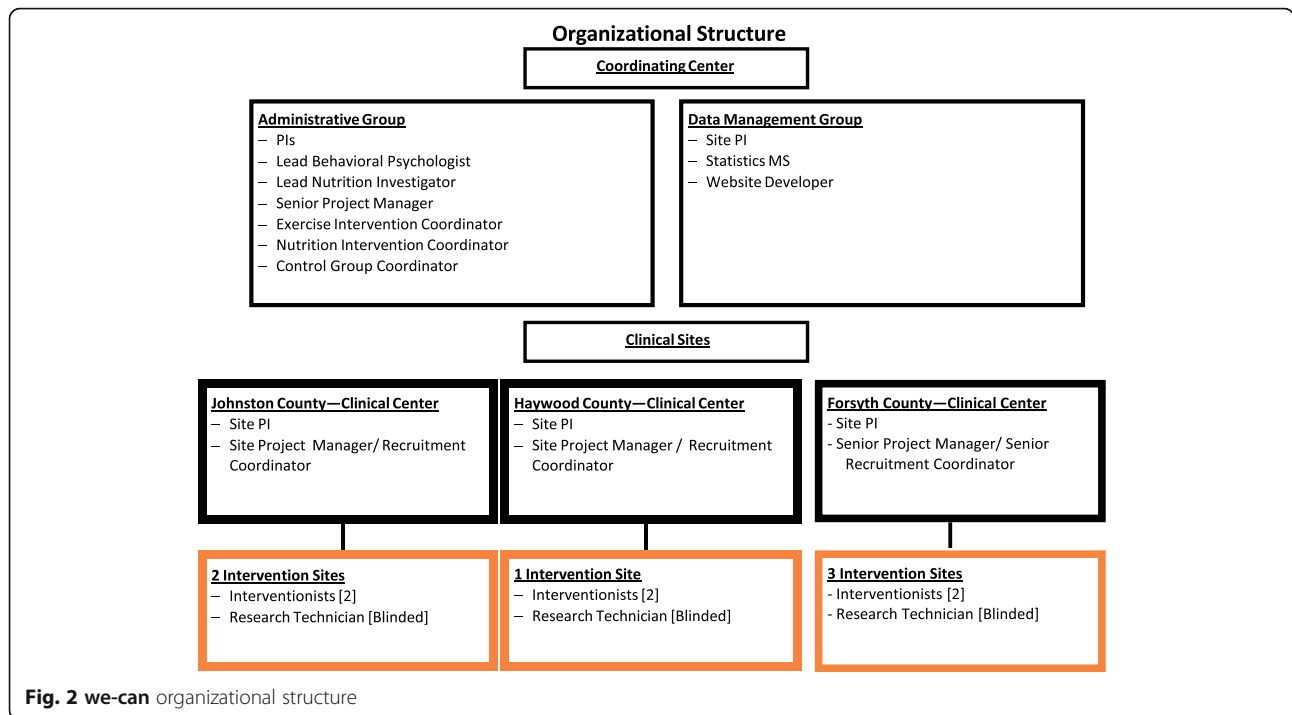 Organizational Structure
Coordinating Center
Administrative Group
– PIs
– Lead Behavioral Psychologist
– Lead Nutrition Investigator
– Senior Project Manager
– Exercise Intervention Coordinator
– Nutrition Intervention Coordinator
– Control Group Coordinator
Data Management Group
– Site PI
– Statistics MS
– Website Developer
Clinical Sites
Johnston County—Clinical Center
– Site PI
– Site Project Manager/ Recruitment
Coordinator
Haywood County—Clinical Center
– Site PI
– Site Project Manager / Recruitment
Coordinator
Forsyth County—Clinical Center
- Site PI
- Senior Project Manager/ Senior
Recruitment Coordinator
2 Intervention Sites
– Interventionists [2]
– Research Technician [Blinded]
1 Intervention Site
– Interventionists [2]
– Research Technician [Blinded]
3 Intervention Sites
- Interventionists [2]
- Research Technician [Blinded]
Fig. 2 we-can organizational structure